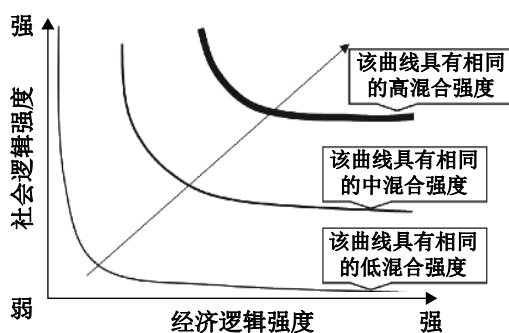 强
社会逻辑强度
弱
该曲线具有相同
的高混合强度
该曲线具有相同
的中混合强度
该曲线具有相同
的低混合强度
经济逻辑强度
强